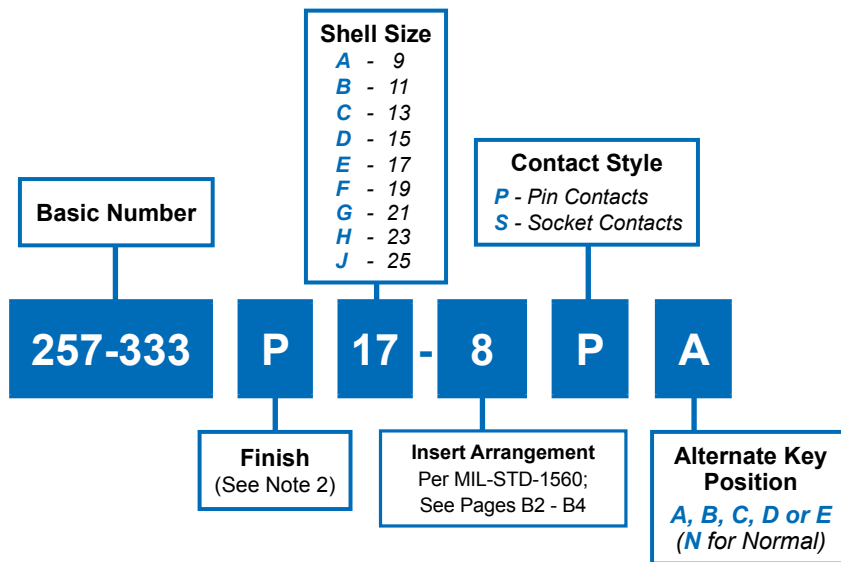 Shell Size
A - 9
B - 11
C - 13
D - 15
E - 17
F - 19
G - 21
H - 23
J - 25
Contact Style
P - Pin Contacts
S - Socket Contacts
Basic Number
257-333 P 17 - 8 P A
Finish
(See Note 2)
Insert Arrangement
Per MIL-STD-1560;
See Pages B2 - B4
Alternate Key
Position
A, B, C, D or E
(N for Normal)